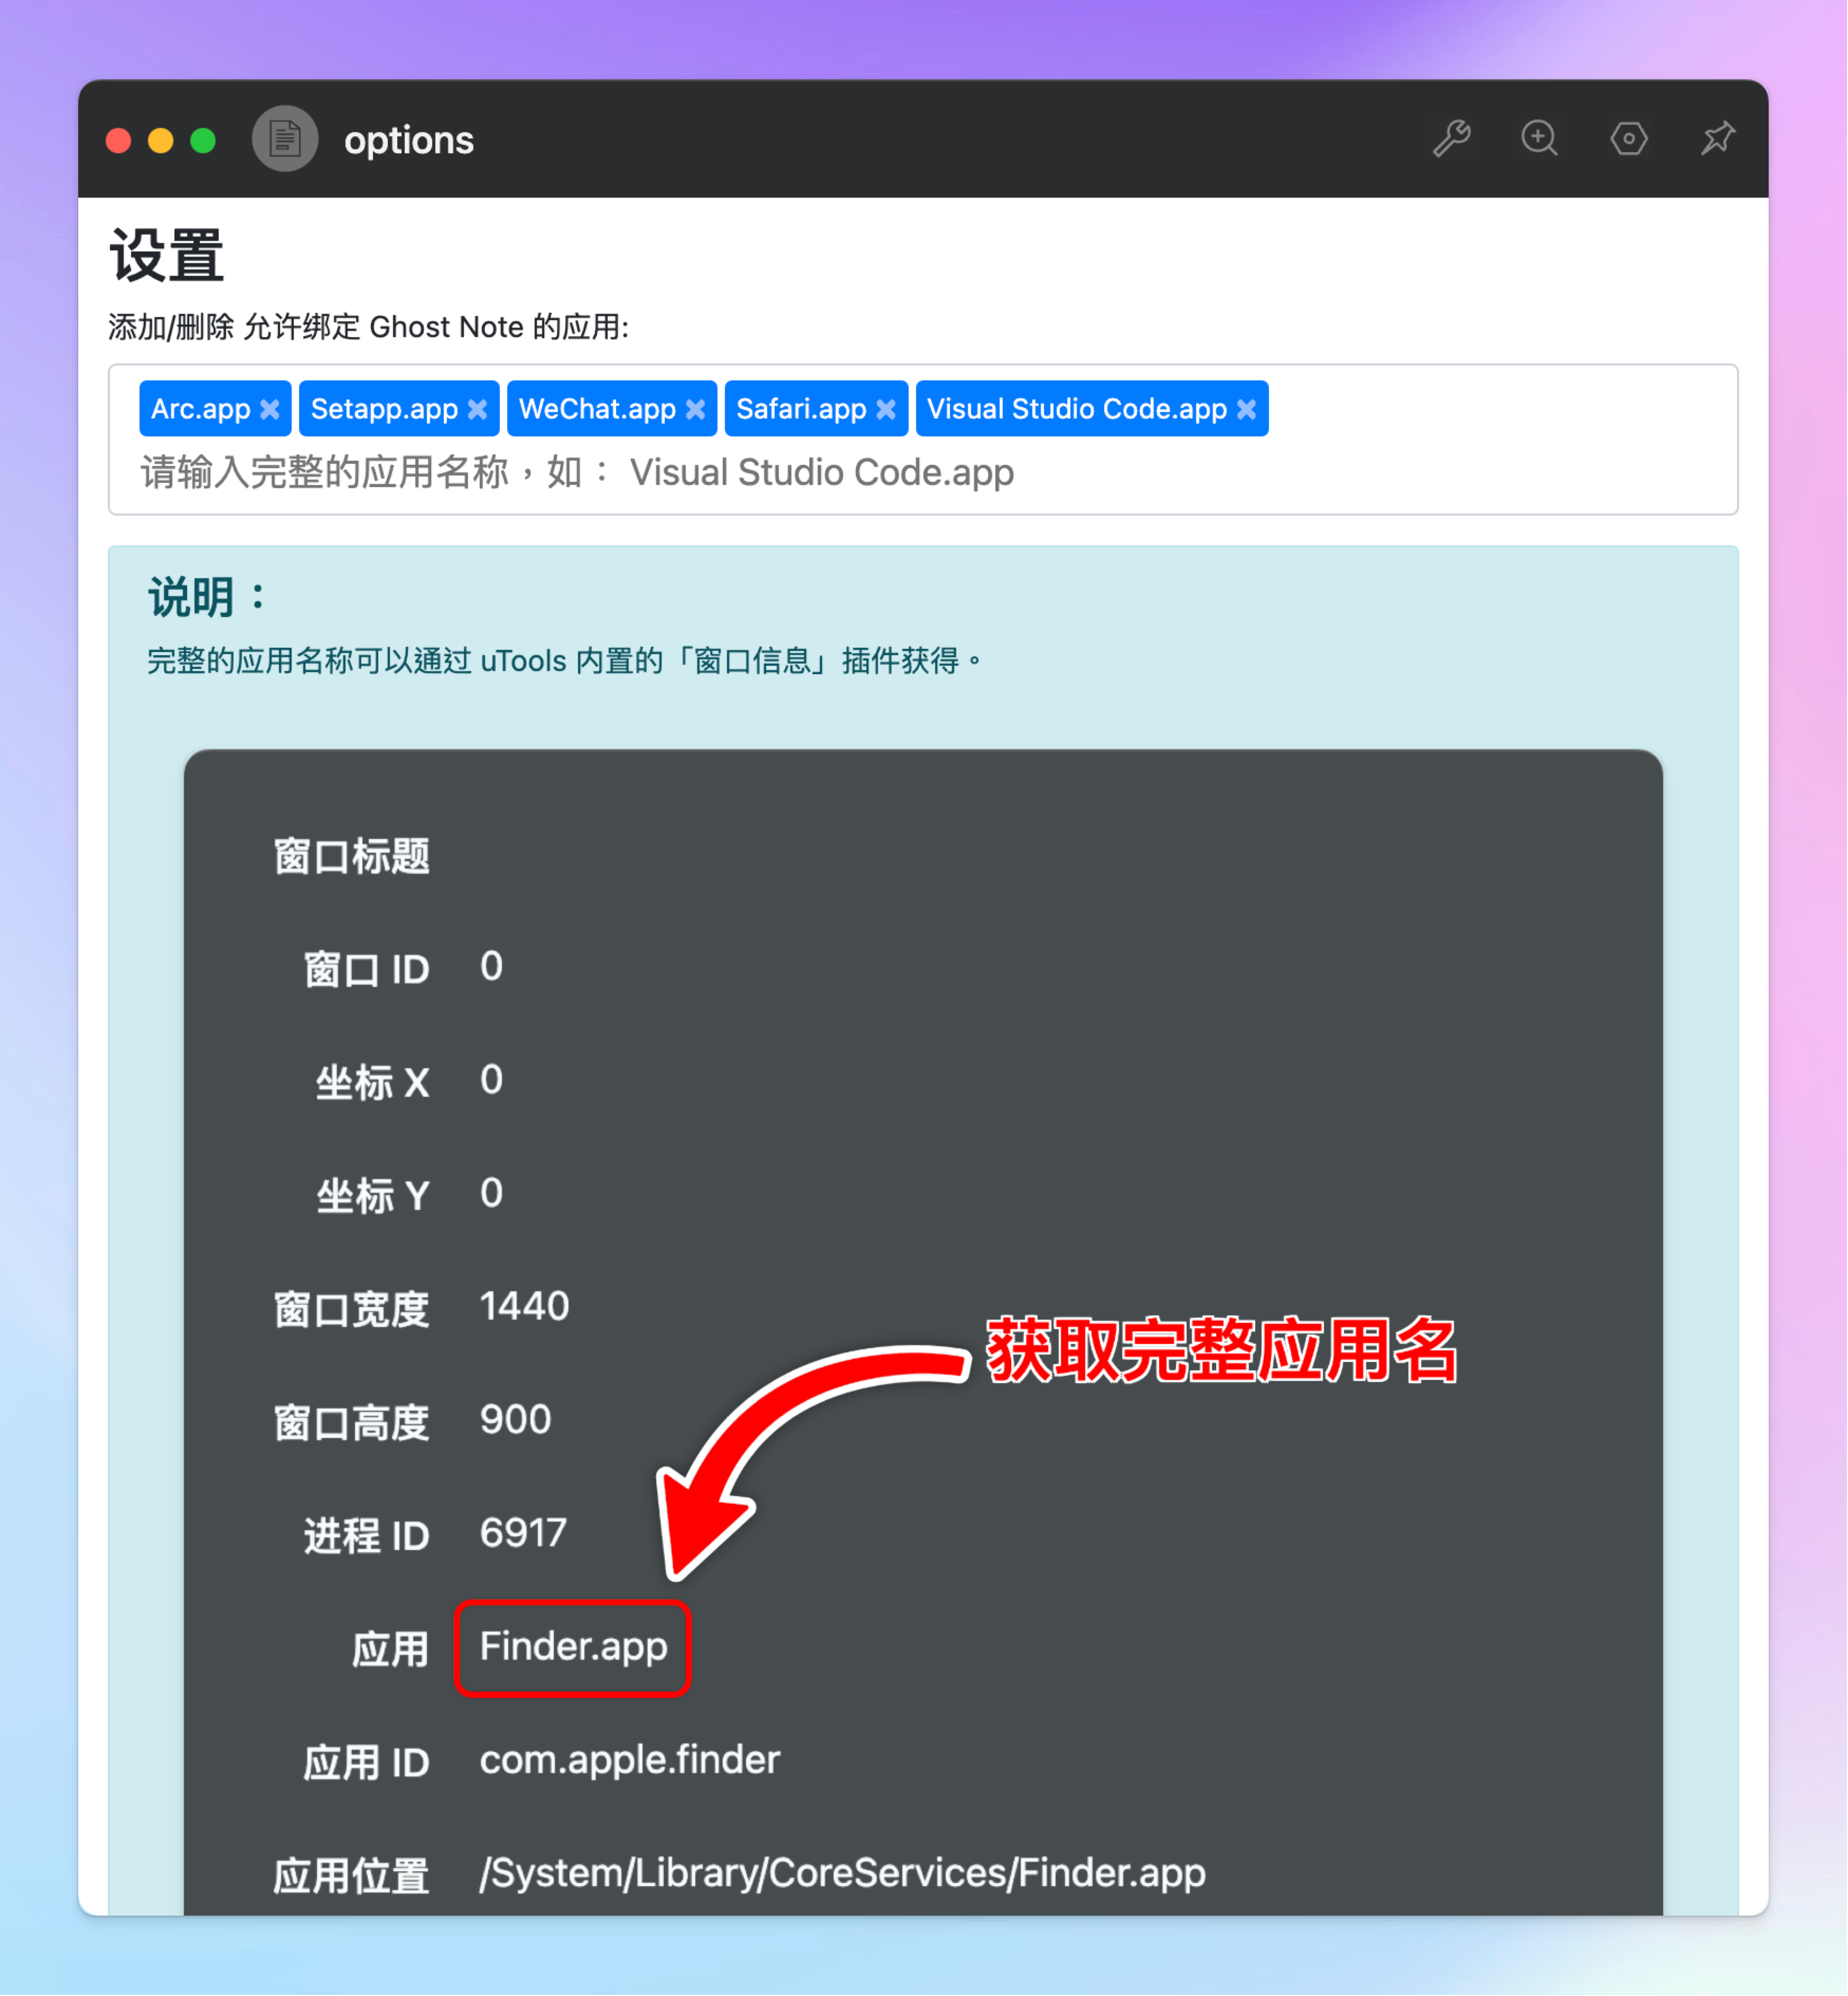 options
设置
添加/删除 允许绑定 Ghost Note 的应用:
Arc.app Setapp.app WeChat.app Safari.app Visual Studio Code.app
请输入完整的应用名称，如： Visual Studio Code.app
说明：
完整的应用名称可以通过 uTools 内置的「窗口信息」插件获得。
窗口标题
窗口 ID 0
坐标 X 0
坐标 Y 0
窗口宽度 1440
获取完整应用名
窗口高度 900
进程 ID 6917
应用 Finder.app
应用 ID com.apple.finder
应用位置 /System/Library/CoreServices/Finder.app